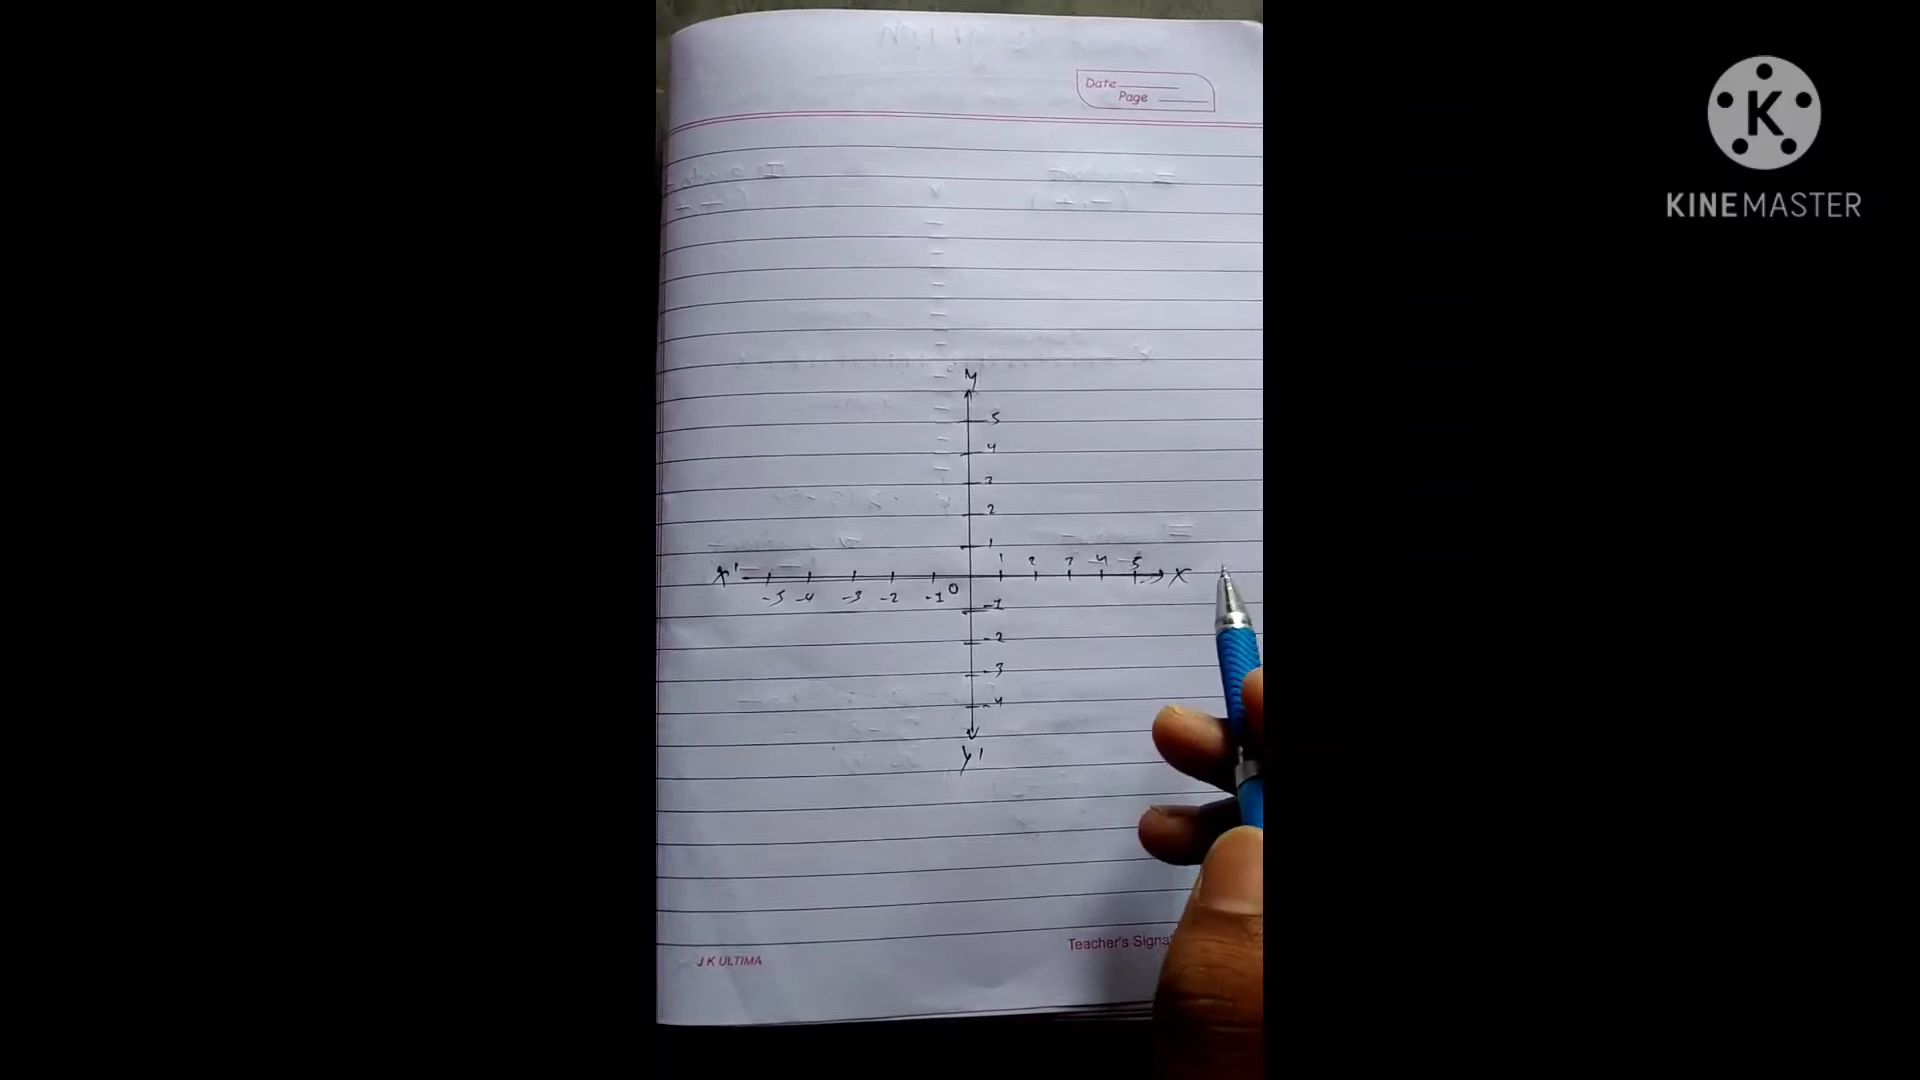 Date
Page
K
KINEMASTER
y
5
4
3
2
1
1 2 3 4 5
x' x
-5 -4 -3 -2 -1 0
-1
-2
-3
-4
y'
J K ULTIMA
Teacher's